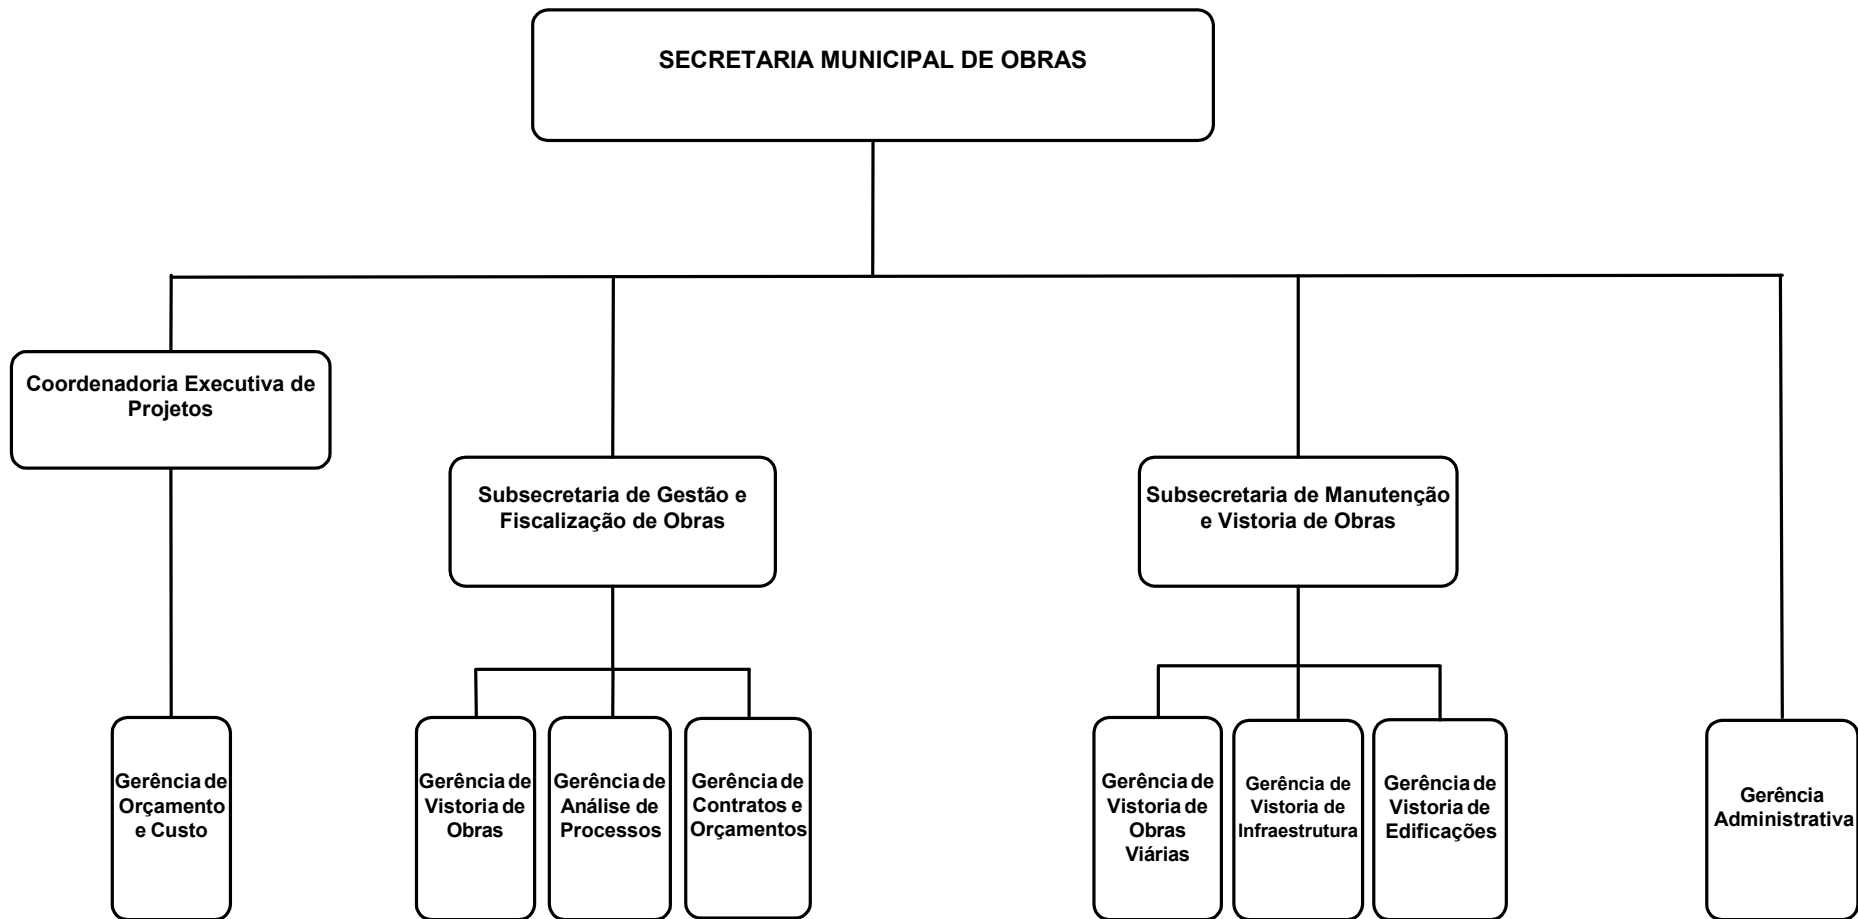 SECRETARIA MUNICIPAL DE OBRAS
Coordenadoria Executiva de
Projetos
Subsecretaria de Gestão e
Fiscalização de Obras
Subsecretaria de Manutenção
e Vistoria de Obras
Gerência de
Orçamento
e Custo
Gerência de
Vistoria de
Obras
Gerência de
Análise de
Processos
Gerência de
Contratos e
Orçamentos
Gerência de
Vistoria de
Obras
Viárias
Gerência de
Vistoria de
Infraestrutura
Gerência de
Vistoria de
Edificações
Gerência
Administrativa